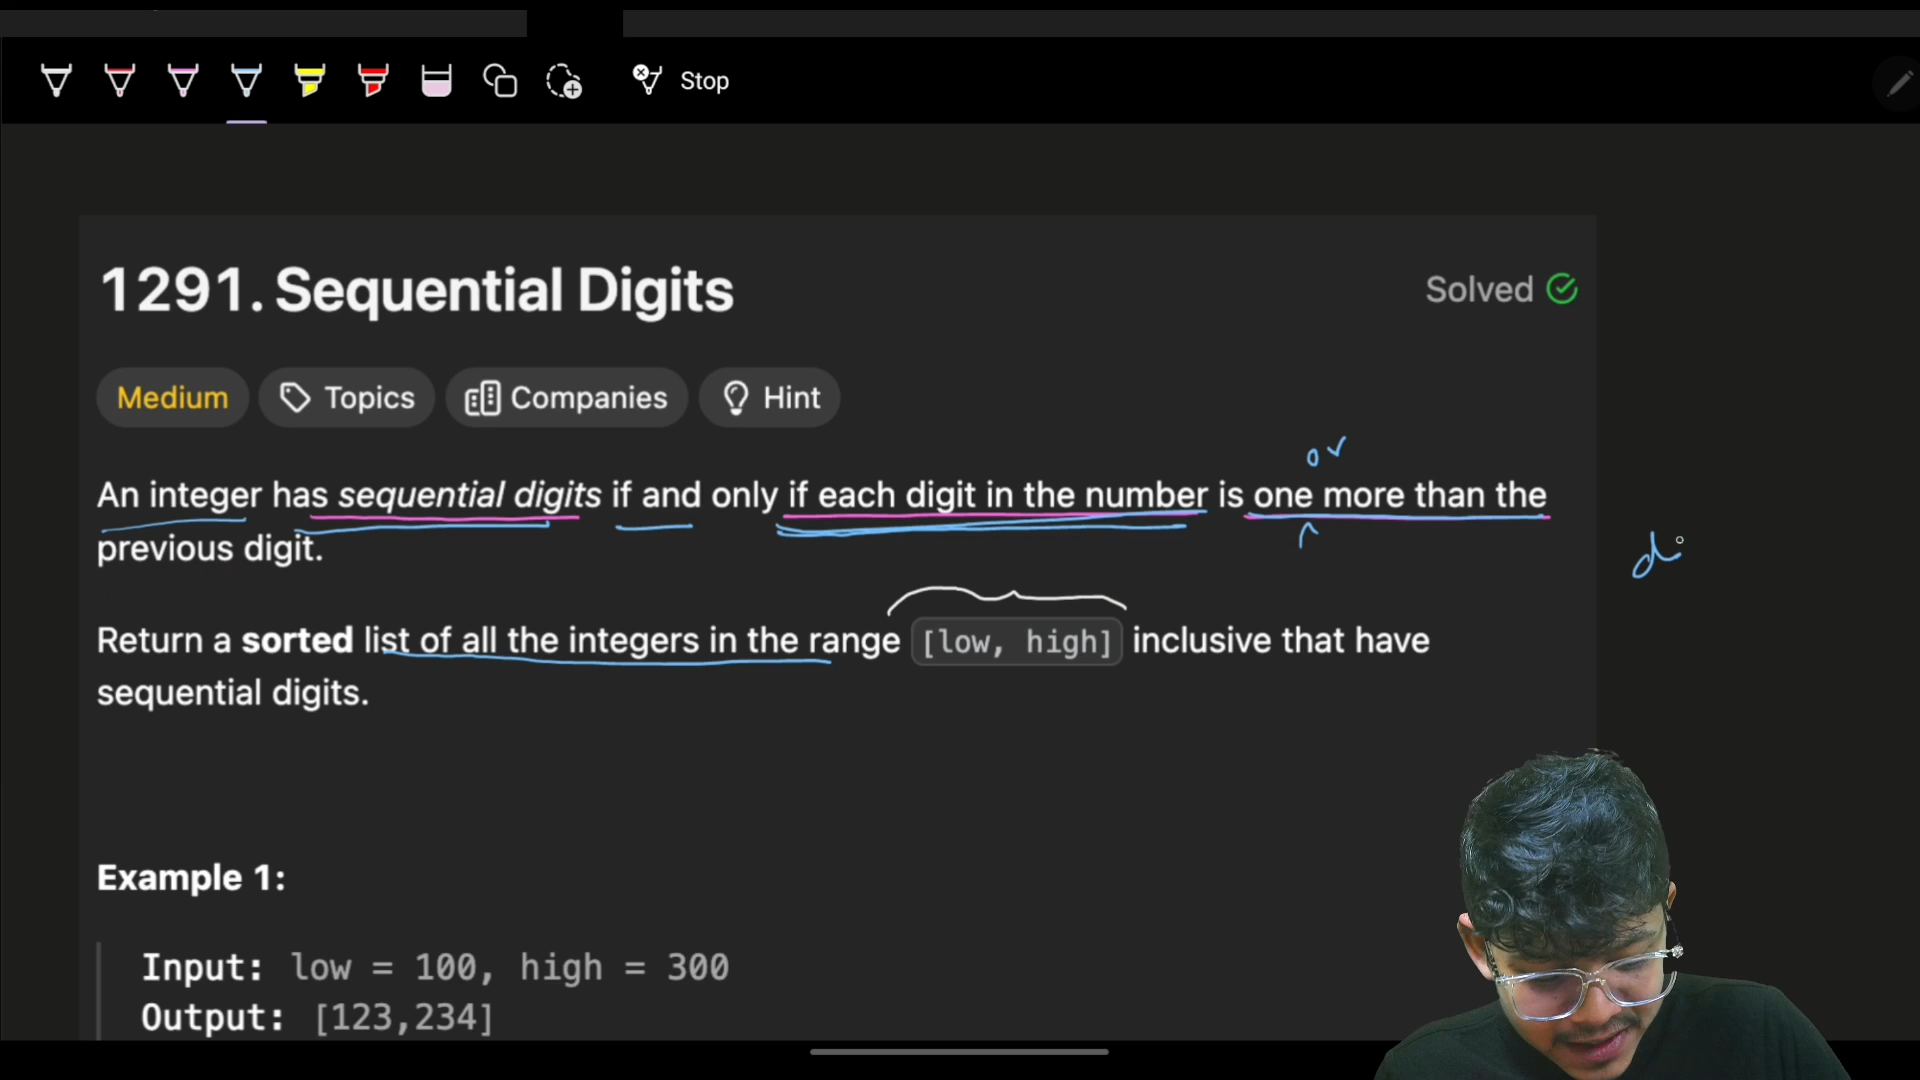 Stop
1291. Sequential Digits
Solved
Medium
Topics
Companies
Hint
An integer has sequential digits if and only if each digit in the number is one more than the
previous digit.
di
Return a sorted list of all the integers in the range [low, high] inclusive that have
sequential digits.
Example 1:
Input: low = 100, high = 300
Output: [123,234]